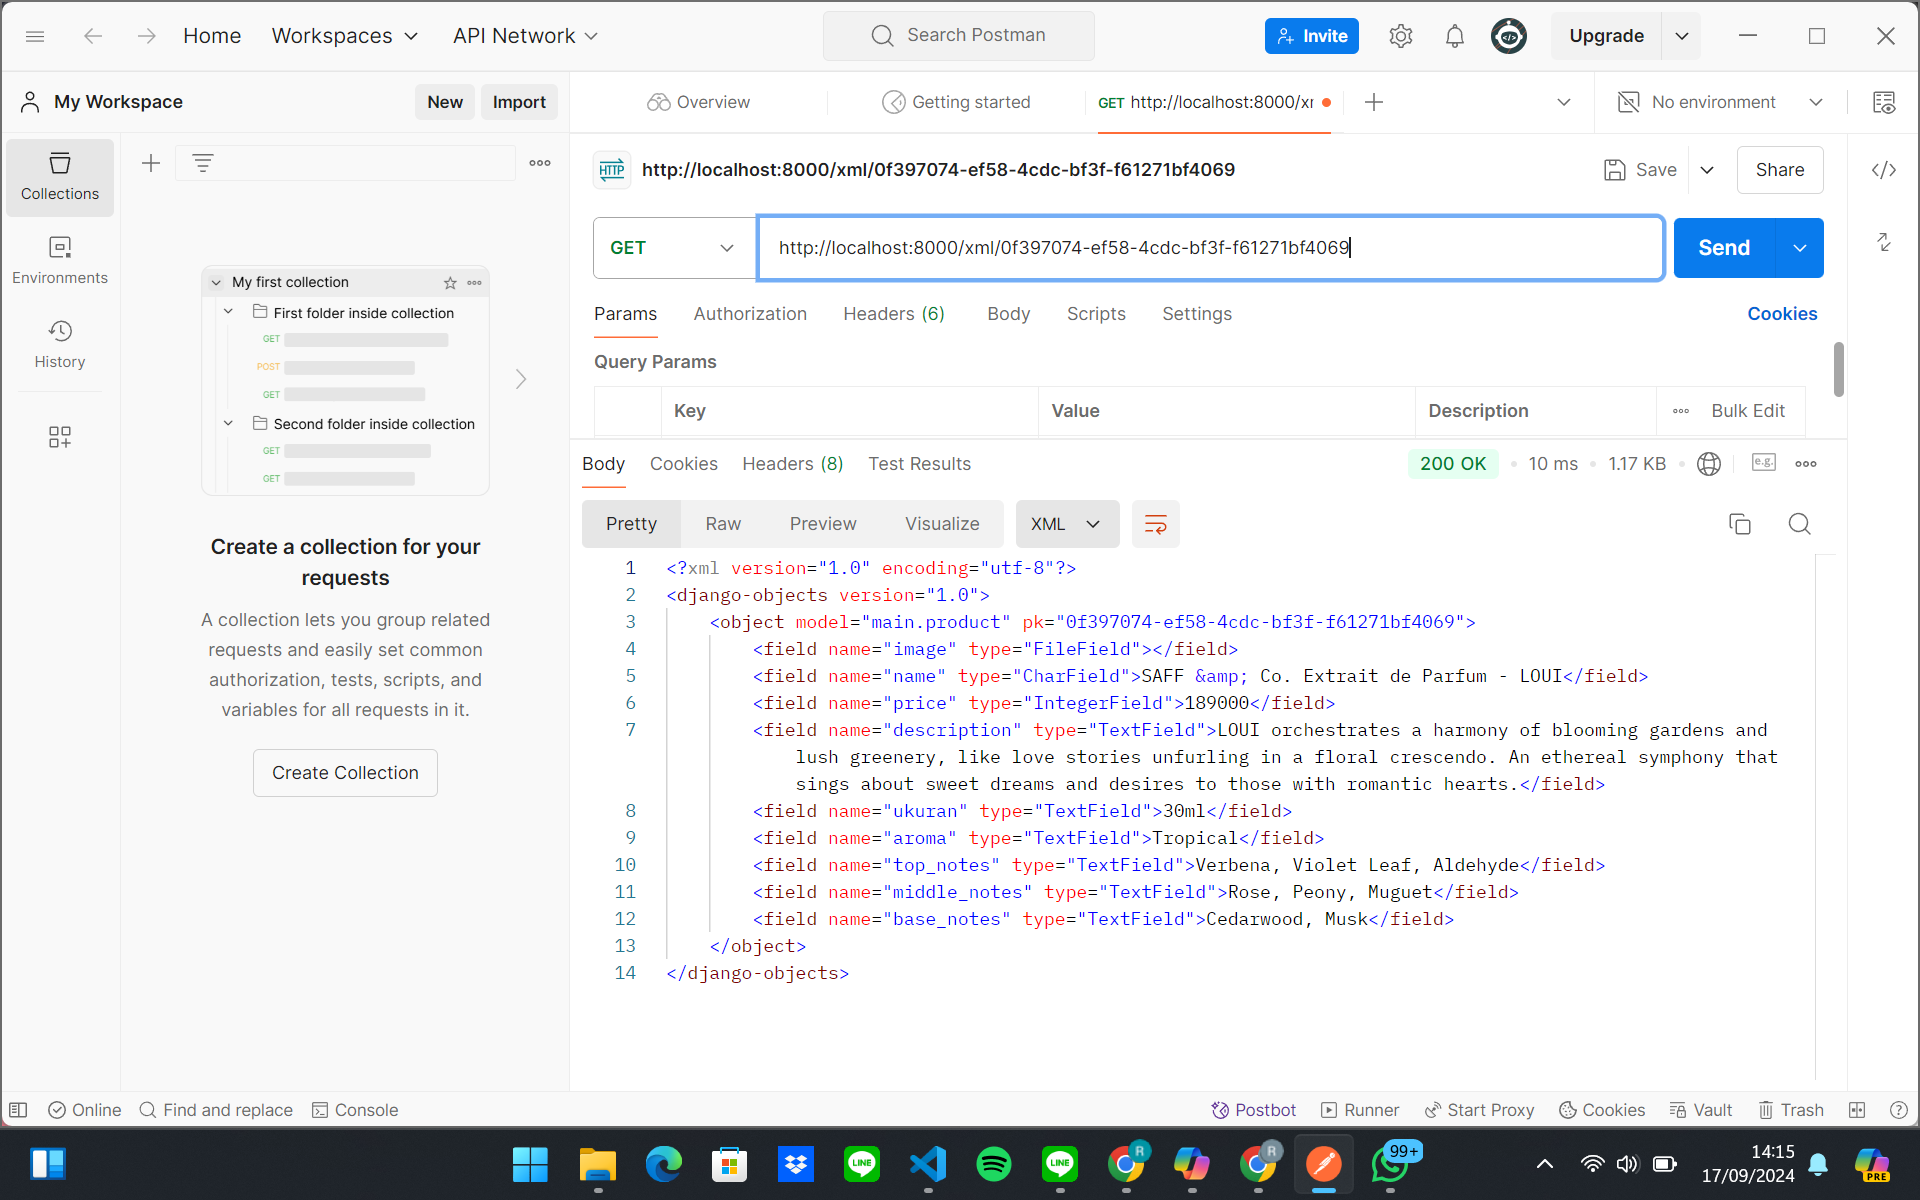 Home
Workspaces
API Network
Search Postman
Invite
Upgrade
My Workspace
New
Import
Overview
Getting started
GET http://localhost:8000/xr
No environment
Collections
Environments
History
My first collection
First folder inside collection
GET
POST
GET
Second folder inside collection
GET
GET
Create a collection for your
requests
A collection lets you group related
requests and easily set common
authorization, tests, scripts, and
variables for all requests in it.
Create Collection
HTTP
http://localhost:8000/xml/0f397074-ef58-4cdc-bf3f-f61271bf4069
Save
Share
GET
http://localhost:8000/xml/0f397074-ef58-4cdc-bf3f-f61271bf4069
Send
Params
Authorization
Headers (6)
Body
Scripts
Settings
Cookies
Query Params
Key
Value
Description
Bulk Edit
Body
Cookies
Headers (8)
Test Results
200 OK
10 ms
1.17 KB
e.g.
Pretty
Raw
Preview
Visualize
XML
1 <?xml version="1.0" encoding="utf-8"?>
2 <django-objects version="1.0">
3 <object model="main.product" pk="0f397074-ef58-4cdc-bf3f-f61271bf4069">
4 <field name="image" type="FileField"></field>
5 <field name="name" type="CharField">SAFF &amp; Co. Extrait de Parfum - LOUI</field>
6 <field name="price" type="IntegerField">189000</field>
7 <field name="description" type="TextField">LOUI orchestrates a harmony of blooming gardens and
lush greenery, like love stories unfurling in a floral crescendo. An ethereal symphony that
sings about sweet dreams and desires to those with romantic hearts.</field>
8 <field name="ukuran" type="TextField">30ml</field>
9 <field name="aroma" type="TextField">Tropical</field>
10 <field name="top_notes" type="TextField">Verbena, Violet Leaf, Aldehyde</field>
11 <field name="middle_notes" type="TextField">Rose, Peony, Muguet</field>
12 <field name="base_notes" type="TextField">Cedarwood, Musk</field>
13 </object>
14 </django-objects>
Online
Find and replace
Console
Postbot
Runner
Start Proxy
Cookies
Vault
Trash
LINE
LINE
R
R
99+
14:15
17/09/2024
PRE